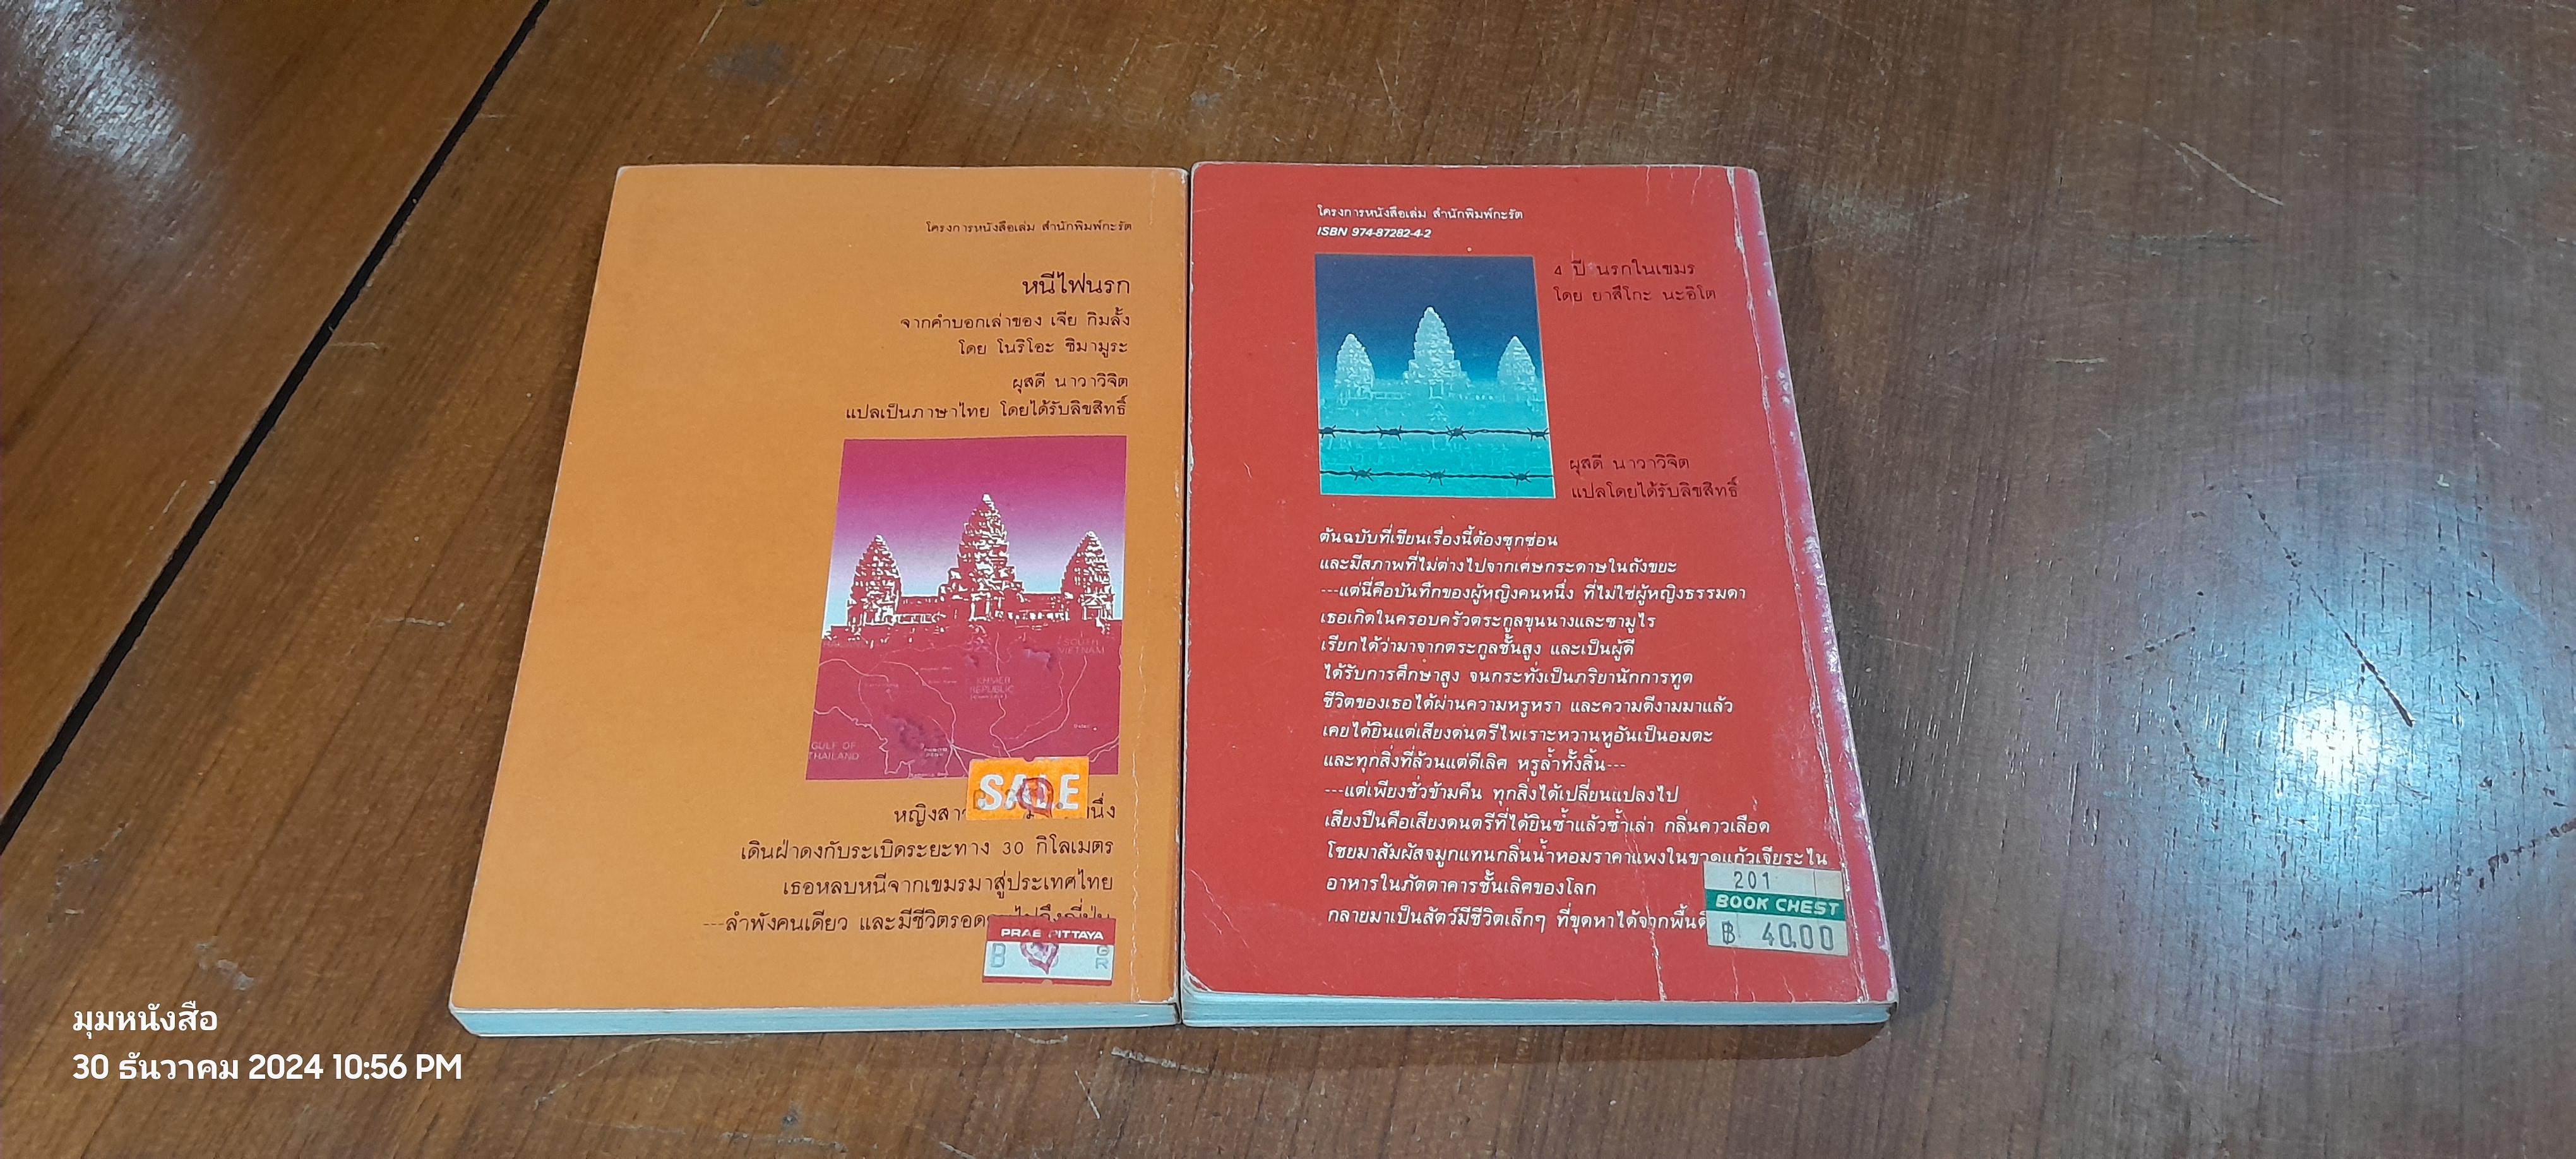 โครงการหนังสือเล่ม สำนักพิมพ์กะรัต
หนีไฟนรก
จากคำบอกเล่าของ เจีย กิมลั้ง
โดย โนริโอะ ชิมามูระ
ผุสดี นาวาวิจิต
แปลเป็นภาษาไทย โดยได้รับลิขสิทธิ์
SOUTH
VIETNAM
KHMER
REPUBLIC
GULF OF
THAILAND
SALE
เดินฝ่าดงกับระเบิดระยะทาง 30 กิโลเมตร
เธอหลบหนีจากเขมรมาสู่ประเทศไทย
---ลำพังคนเดียว และมีชีวิตรอด
PRAE PITTAYA
B
โครงการหนังสือเล่ม สำนักพิมพ์กะรัต
ISBN 974-87282-4-2
4 ปี นรกในเขมร
โดย ยาสึโกะ นะอิโต
ผุสดี นาวาวิจิต
แปลโดยได้รับลิขสิทธิ์
ต้นฉบับที่เขียนเรื่องนี้ต้องซุกซ่อน
และมีสภาพที่ไม่ต่างไปจากเศษกระดาษในถังขยะ
---แต่นี่คือบันทึกของผู้หญิงคนหนึ่ง ที่ไม่ใช่ผู้หญิงธรรมดา
เธอเกิดในครอบครัวตระกูลขุนนางและซามูไร
เรียกได้ว่ามาจากตระกูลชั้นสูง และเป็นผู้ดี
ได้รับการศึกษาสูง จนกระทั่งเป็นภริยานักการทูต
ชีวิตของเธอได้ผ่านความหรูหรา และความดีงามมาแล้ว
เคยได้ยินแต่เสียงดนตรีไพเราะหวานหูอันเป็นอมตะ
และทุกสิ่งที่ล้วนแต่ดีเลิศ หรูล้ำทั้งสิ้น---
---แต่เพียงชั่วข้ามคืน ทุกสิ่งได้เปลี่ยนแปลงไป
เสียงปืนคือเสียงดนตรีที่ได้ยินซ้ำแล้วซ้ำเล่า กลิ่นคาวเลือด
โชยมาสัมผัสจมูกแทนกลิ่นน้ำหอมราคาแพงในขวดแก้วเจียระไน
อาหารในภัตตาคารชั้นเลิศของโลก
กลายมาเป็นสัตว์มีชีวิตเล็กๆ ที่ขุดหาได้จากพื้น
201
BOOK CHEST
฿ 40.00
มุมหนังสือ
30 ธันวาคม 2024 10:56 PM